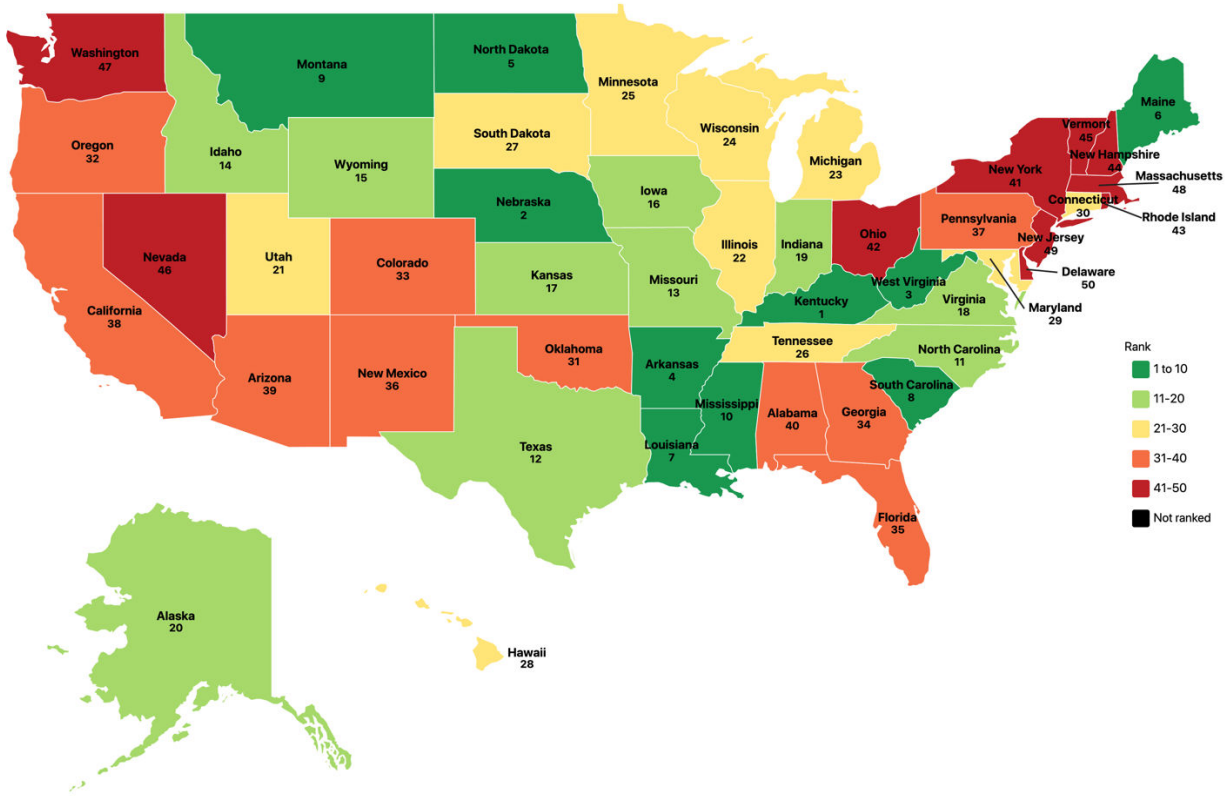 Washington
47
Montana
9
North Dakota
5
Minnesota
25
Maine
6
Oregon
32
Idaho
14
Wyoming
15
South Dakota
27
Wisconsin
24
Michigan
23
Vermont
45
New Hampshire
44
New York
41
Massachusetts
48
Connecticut
30
Rhode Island
43
Nebraska
2
Iowa
16
Pennsylvania
37
New Jersey
49
Nevada
46
Utah
21
Colorado
33
Kansas
17
Missouri
13
Illinois
22
Indiana
19
Ohio
42
West Virginia
3
Virginia
18
Delaware
50
Maryland
29
California
38
Kentucky
1
Tennessee
26
North Carolina
11
Arizona
39
New Mexico
36
Oklahoma
31
Arkansas
4
South Carolina
8
Texas
12
Louisiana
7
Mississippi
10
Alabama
40
Georgia
34
Florida
35
Alaska
20
Hawaii
28
Rank
1 to 10
11-20
21-30
31-40
41-50
Not ranked